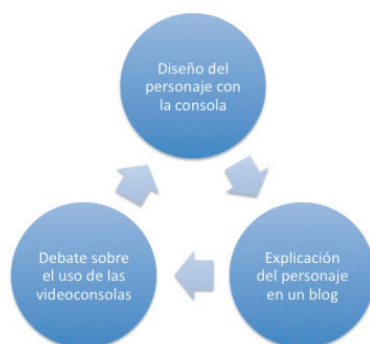 Diseño del
personaje con
la consola
Explicación
del personaje
en un blog
Debate sobre
el uso de las
videoconsolas